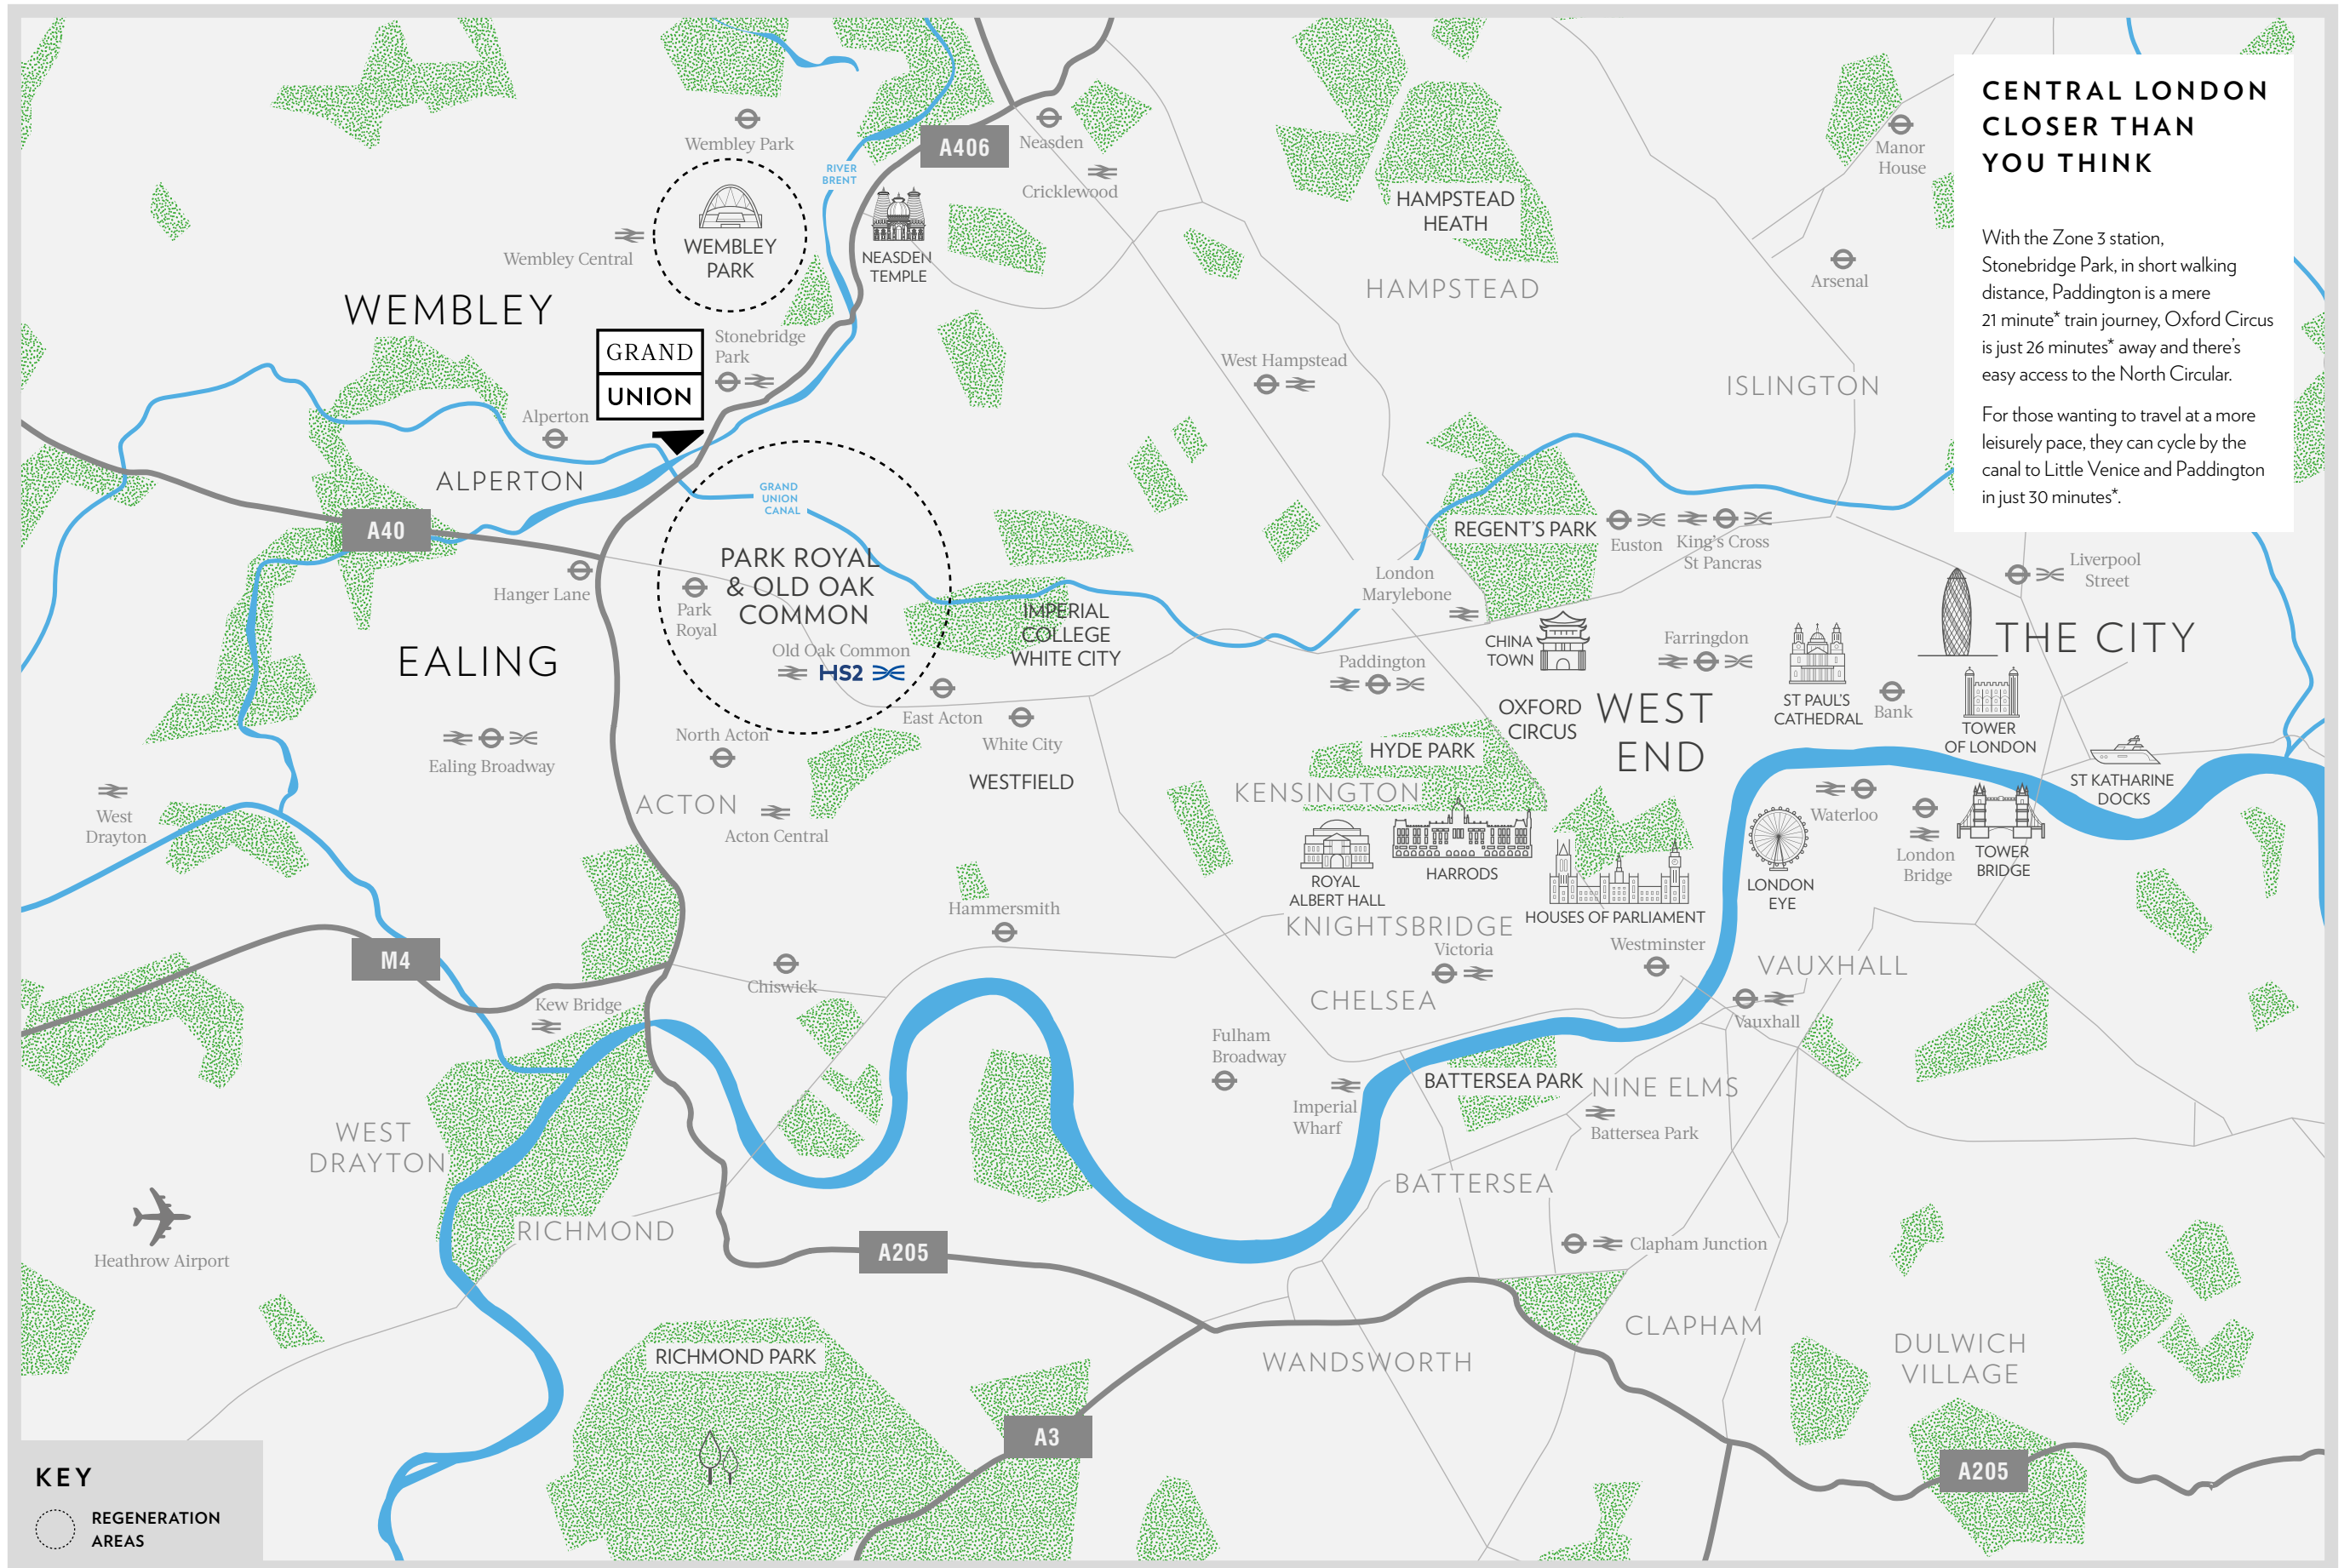 CENTRAL LONDON
CLOSER THAN
YOU THINK
With the Zone 3 station,
Stonebridge Park, in short walking
distance, Paddington is a mere
21 minute* train journey, Oxford Circus
is just 26 minutes* away and there's
easy access to the North Circular.
For those wanting to travel at a more
leisurely pace, they can cycle by the
canal to Little Venice and Paddington
in just 30 minutes*.
Wembley Park
A406
Neasden
Cricklewood
RIVER
BRENT
Manor
House
WEMBLEY
PARK
Wembley Central
NEASDEN
TEMPLE
HAMPSTEAD
HEATH
HAMPSTEAD
Arsenal
WEMBLEY
GRAND
UNION
Stonebridge
Park
West Hampstead
ISLINGTON
Alperton
ALPERTON
GRAND
UNION
CANAL
A40
Hanger Lane
PARK ROYAL
& OLD OAK
COMMON
Park
Royal
Old Oak Common
HS2
IMPERIAL
COLLEGE
WHITE CITY
REGENT'S PARK
Euston
King's Cross
St Pancras
London
Marylebone
Liverpool
Street
CHINA
TOWN
Farringdon
THE CITY
Paddington
EALING
Ealing Broadway
North Acton
East Acton
White City
WESTFIELD
OXFORD
CIRCUS
WEST
END
ST PAUL'S
CATHEDRAL
Bank
TOWER
OF LONDON
HYDE PARK
ST KATHARINE
DOCKS
KENSINGTON
West
Drayton
ACTON
Acton Central
Waterloo
London
Bridge
TOWER
BRIDGE
ROYAL
ALBERT HALL
HARRODS
HOUSES OF PARLIAMENT
LONDON
EYE
Hammersmith
KNIGHTSBRIDGE
Victoria
Westminster
VAUXHALL
Vauxhall
M4
Chiswick
Kew Bridge
CHELSEA
Fulham
Broadway
Imperial
Wharf
BATTERSEA PARK
NINE ELMS
Battersea Park
WEST
DRAYTON
BATTERSEA
Heathrow Airport
RICHMOND
A205
Clapham Junction
RICHMOND PARK
WANDSWORTH
CLAPHAM
DULWICH
VILLAGE
A3
A205
KEY
REGENERATION
AREAS